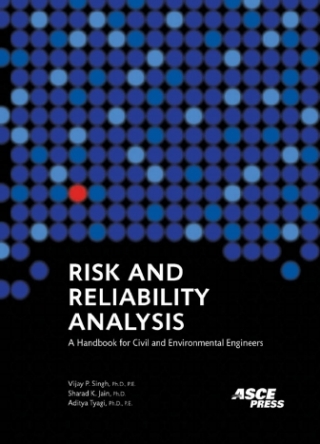 RISK AND
RELIABILITY
ANALYSIS
A Handbook for Civil and Environmental Engineers
Vijay P. Singh, Ph.D., P.E.
Sharad K. Jain, Ph.D.
Aditya Tyagi, Ph.D., P.E.
ASCE
PRESS